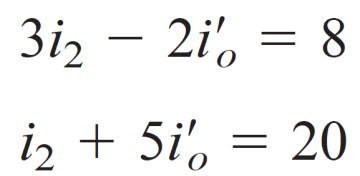 3i₂ − 2i′ₒ = 8
i₂ + 5i′ₒ = 20